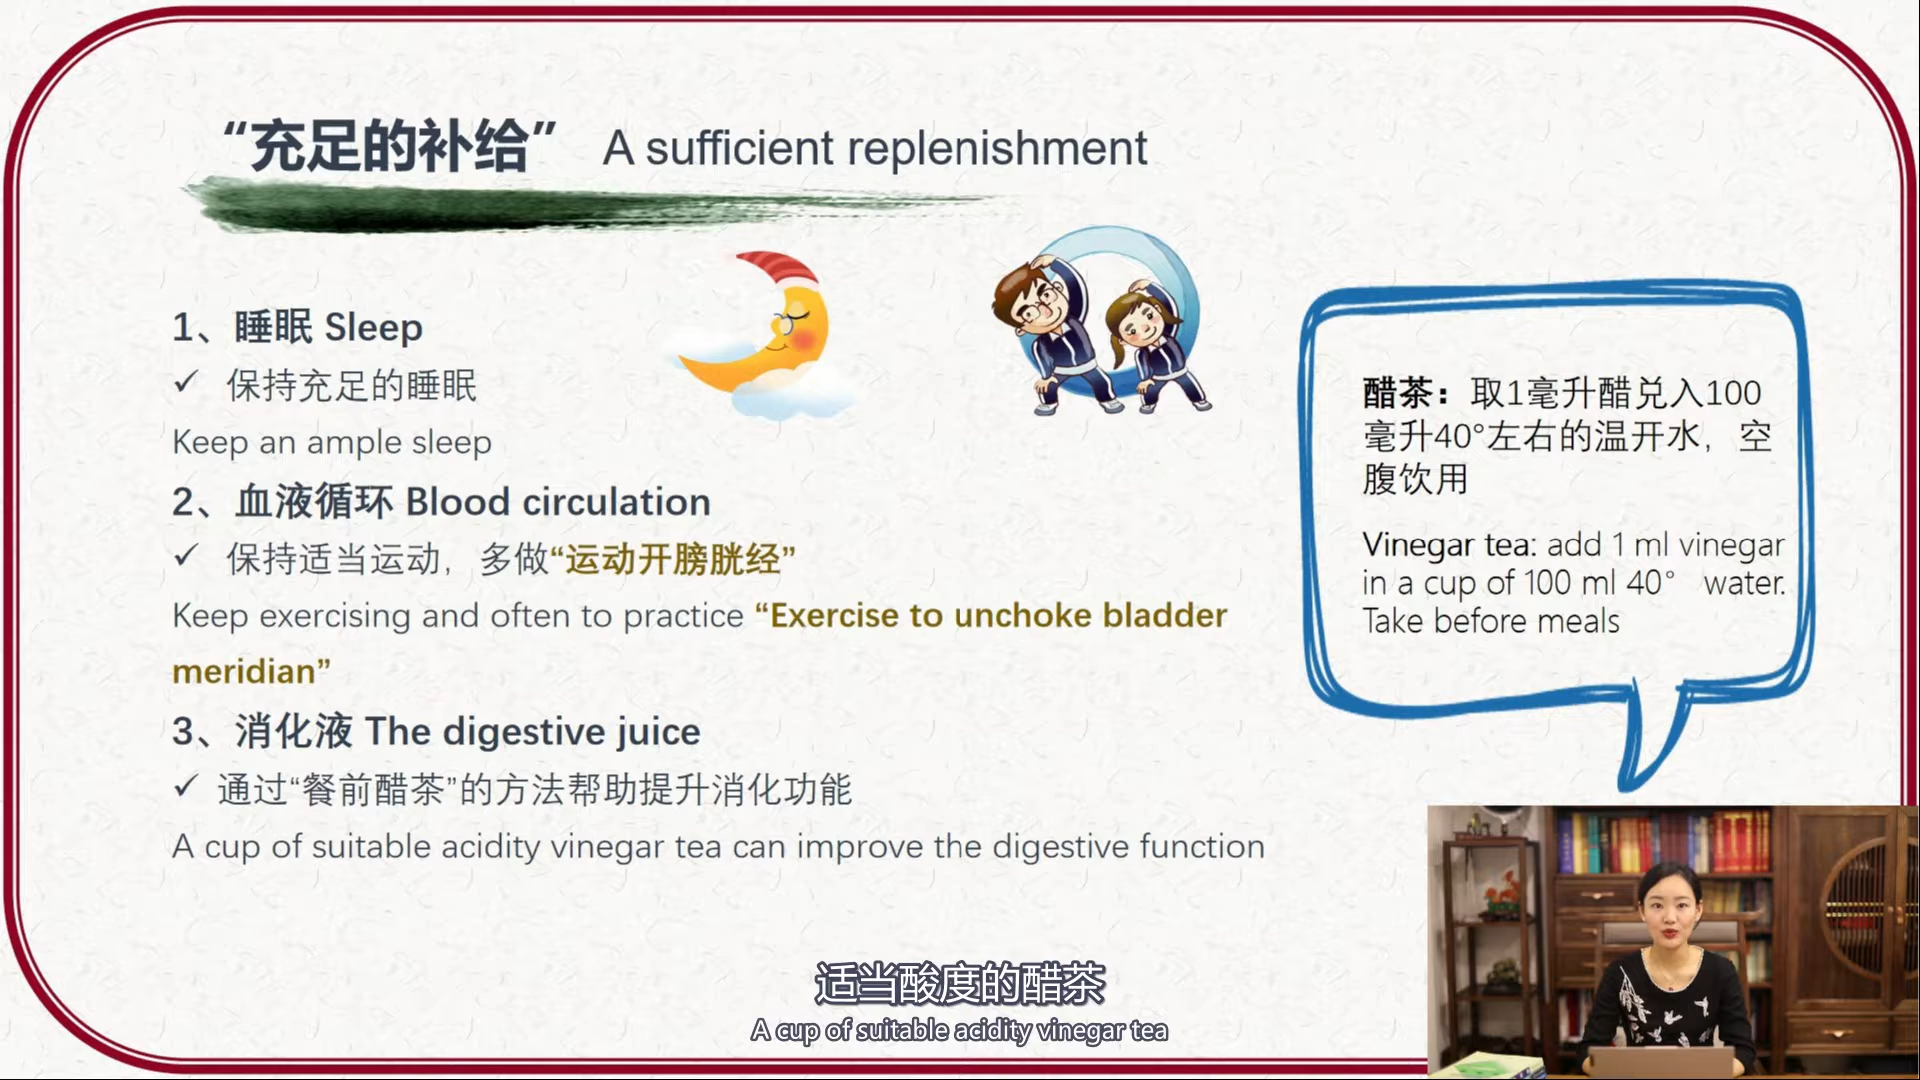 “充足的补给” A sufficient replenishment
1、睡眠 Sleep
✓ 保持充足的睡眠
Keep an ample sleep
2、血液循环 Blood circulation
✓ 保持适当运动，多做“运动开膀胱经”
Keep exercising and often to practice “Exercise to unchoke bladder
meridian”
3、消化液 The digestive juice
✓ 通过“餐前醋茶”的方法帮助提升消化功能
A cup of suitable acidity vinegar tea can improve the digestive function
醋茶：取1毫升醋兑入100
毫升40°左右的温开水，空
腹饮用
Vinegar tea: add 1 ml vinegar
in a cup of 100 ml 40° water.
Take before meals
适当酸度的醋茶
A cup of suitable acidity vinegar tea